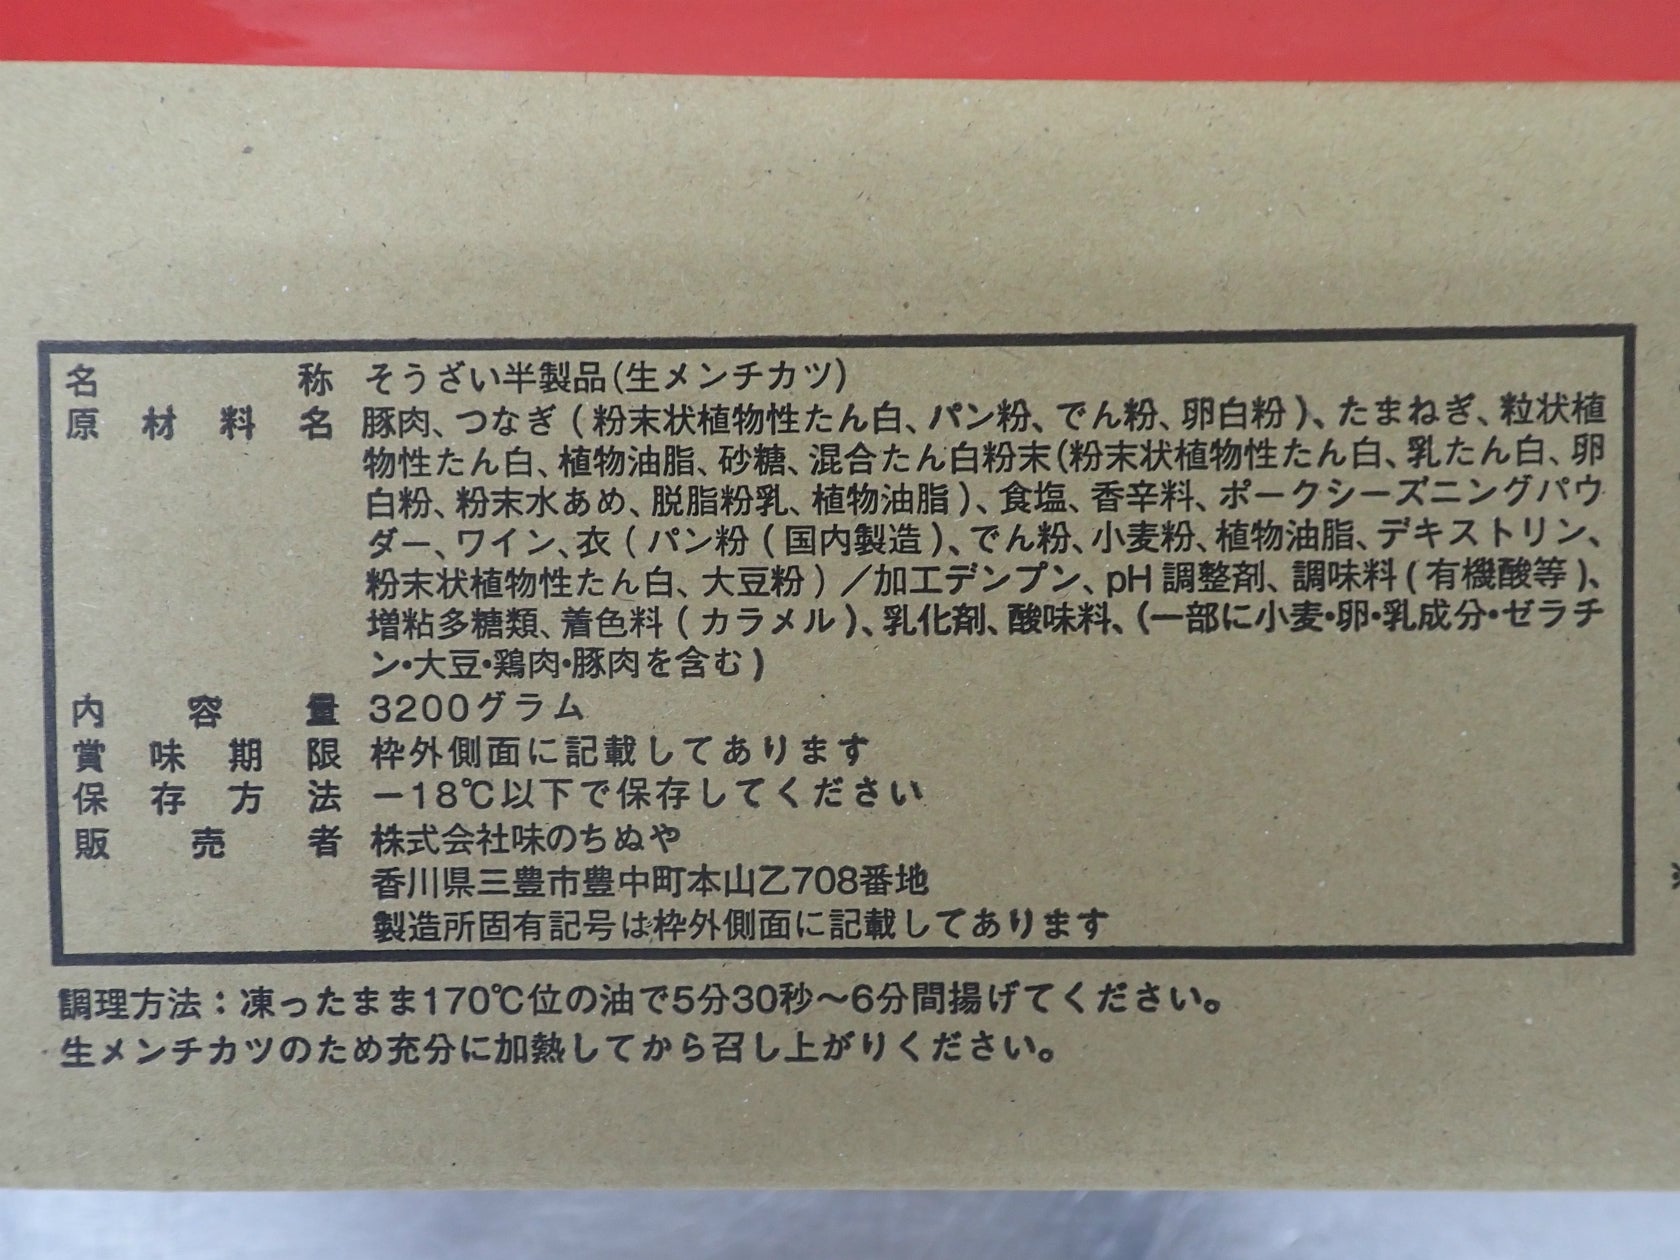 名称 そうざい半製品(生メンチカツ)
原材料名 豚肉、つなぎ(粉末状植物性たん白、パン粉、でん粉、卵白粉)、たまねぎ、粒状植
物性たん白、植物油脂、砂糖、混合たん白粉末(粉末状植物性たん白、乳たん白、卵
白粉、粉末水あめ、脱脂粉乳、植物油脂)、食塩、香辛料、ポークシーズニングパウ
ダー、ワイン、衣(パン粉(国内製造)、でん粉、小麦粉、植物油脂、デキストリン、
粉末状植物性たん白、大豆粉)／加工デンプン、pH調整剤、調味料(有機酸等)、
増粘多糖類、着色料(カラメル)、乳化剤、酸味料、(一部に小麦・卵・乳成分・ゼラチ
ン・大豆・鶏肉・豚肉を含む)
内容量 3200グラム
賞味期限 枠外側面に記載してあります
保存方法 －18℃以下で保存してください
販売者 株式会社味のちぬや
香川県三豊市豊中町本山乙708番地
製造所固有記号は枠外側面に記載してあります
調理方法：凍ったまま170℃位の油で5分30秒～6分間揚げてください。
生メンチカツのため充分に加熱してから召し上がりください。